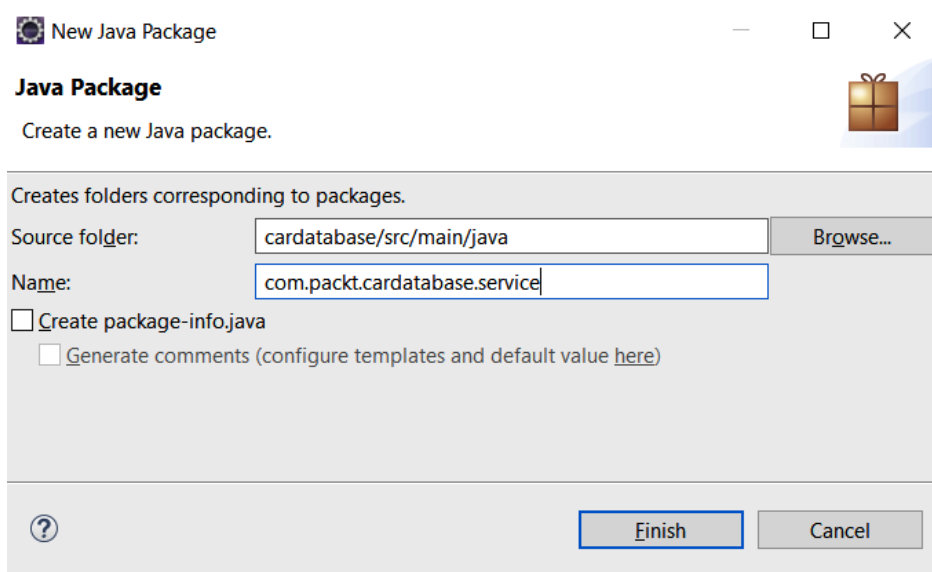 New Java Package
Java Package
Create a new Java package.
Creates folders corresponding to packages.
Source folder: cardatabase/src/main/java Browse...
Name: com.packt.cardatabase.service
Create package-info.java
Generate comments (configure templates and default value here)
? Finish Cancel